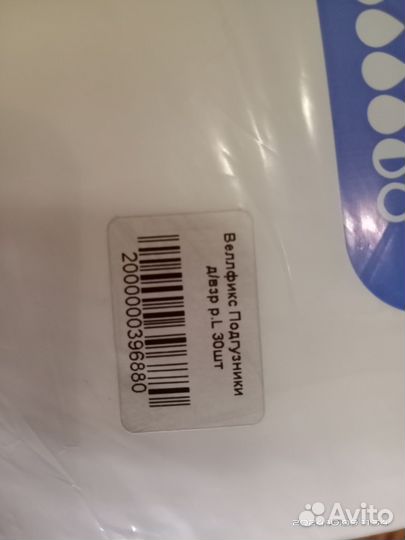 Веллфикс Подгузники
д/взр р.L 30шт
2000000396880
Avito